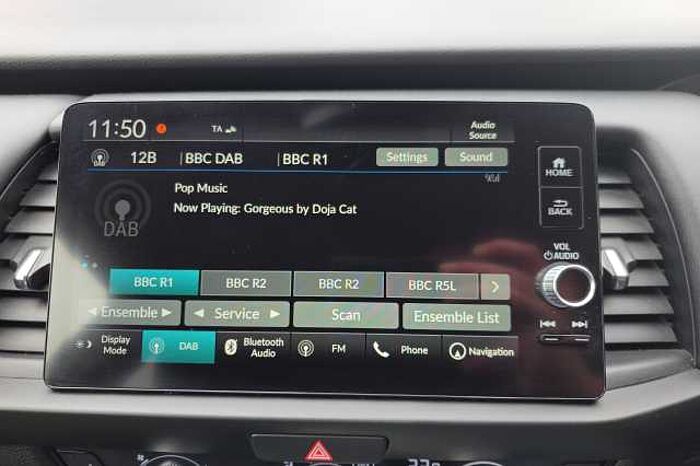 11:50 TA Audio Source
12B BBC DAB BBC R1 Settings Sound
HOME
Pop Music
Now Playing: Gorgeous by Doja Cat
DAB
BACK
VOL
AUDIO
BBC R1 BBC R2 BBC R2 BBC R5L
Ensemble Service Scan Ensemble List
Display Mode DAB Bluetooth Audio FM Phone Navigation